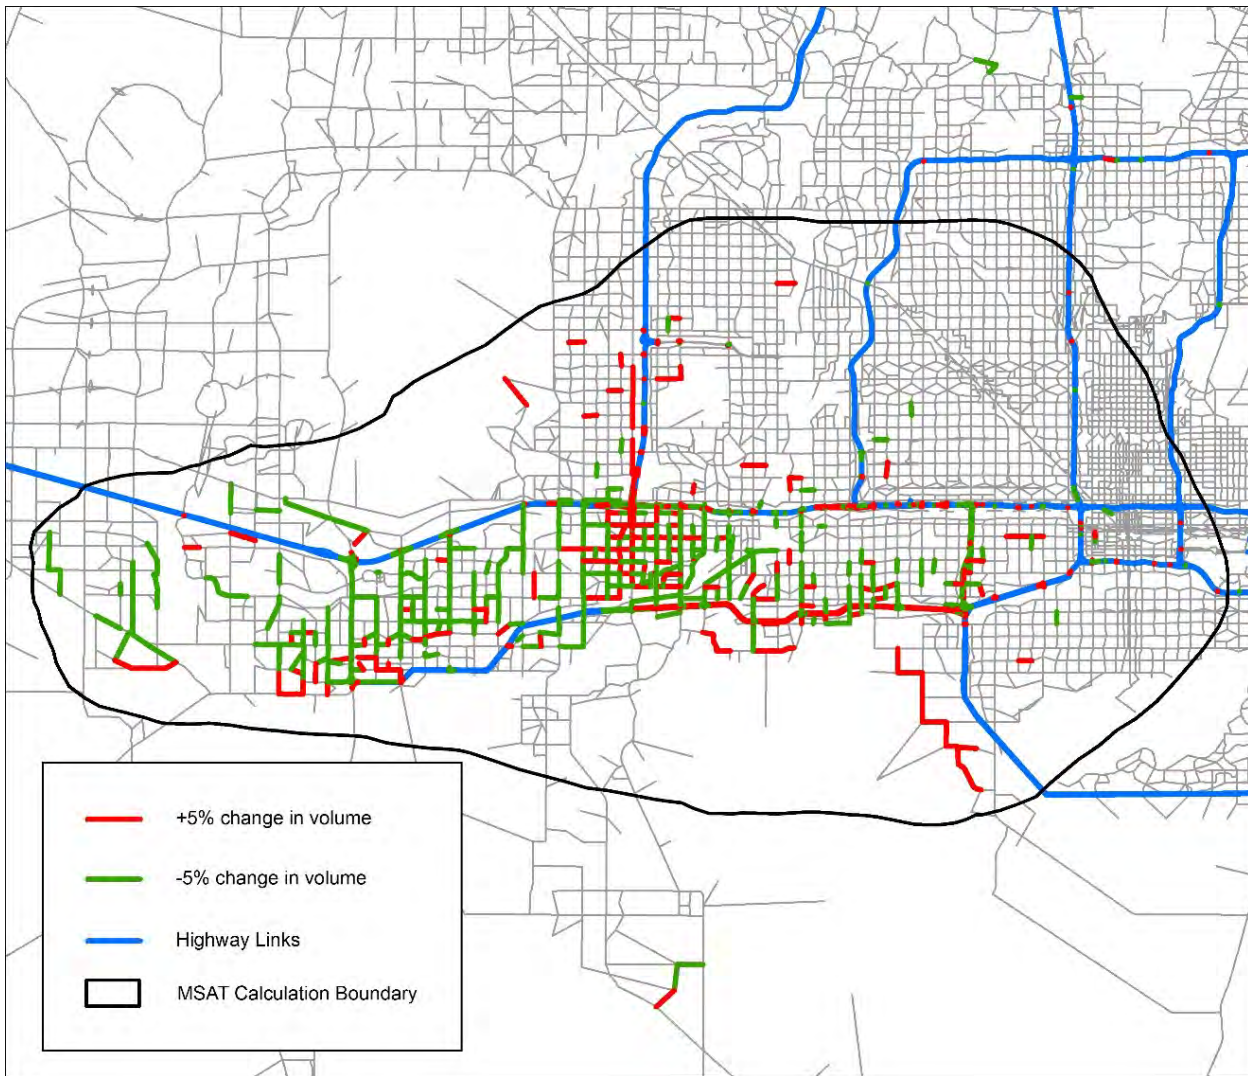 +5% change in volume
-5% change in volume
Highway Links
MSAT Calculation Boundary